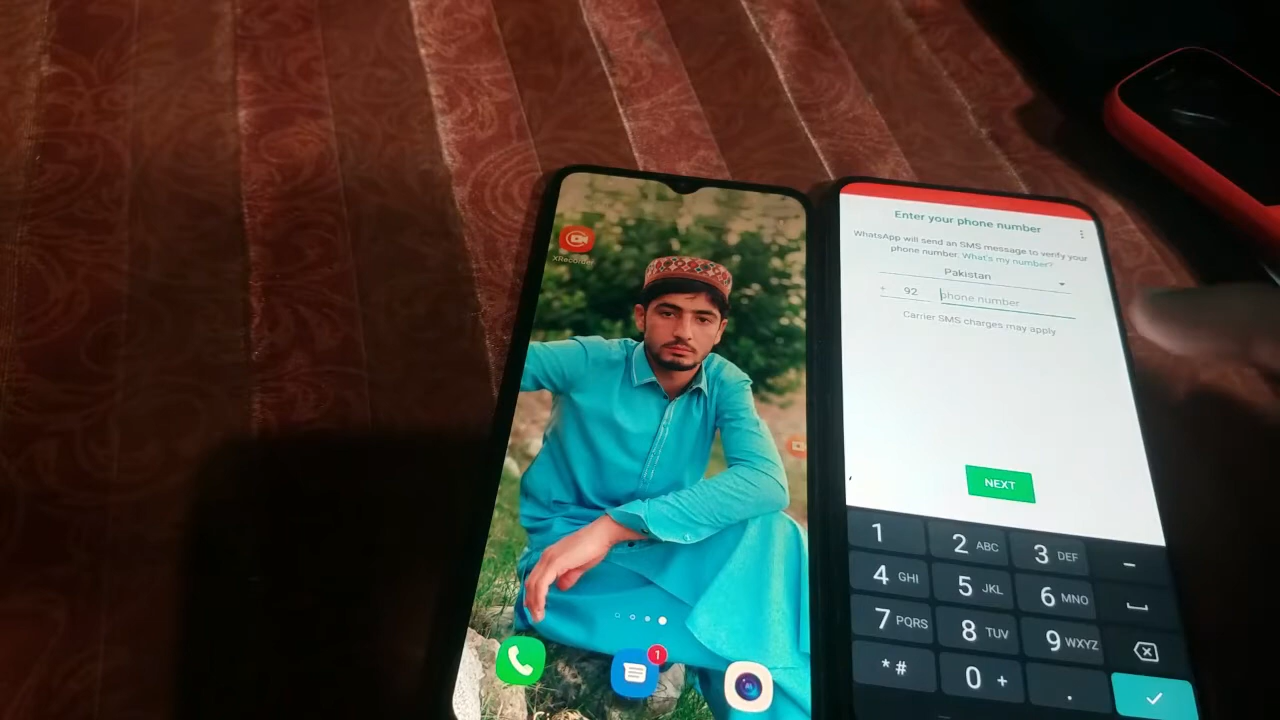 XRecorder
1
Enter your phone number
WhatsApp will send an SMS message to verify your
phone number. What's my number?
Pakistan
+ 92 phone number
Carrier SMS charges may apply
NEXT
1 2 ABC 3 DEF -
4 GHI 5 JKL 6 MNO
7 PQRS 8 TUV 9 WXYZ
* # 0 + .